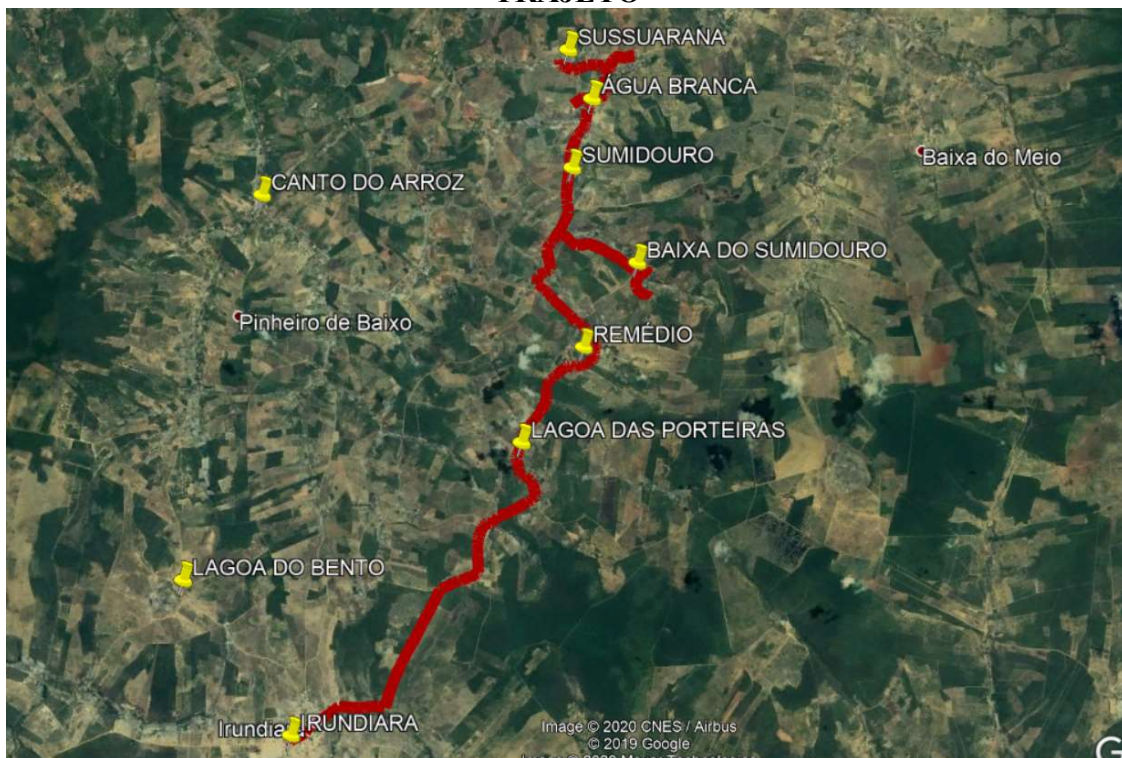 TRAJETO
SUSSUARANA
ÁGUA BRANCA
SUMIDOURO
Baixa do Meio
CANTO DO ARROZ
BAIXA DO SUMIDOURO
Pinheiro de Baixo
REMÉDIO
LAGOA DAS PORTEIRAS
LAGOA DO BENTO
IRUNDIARA
Image © 2020 CNES / Airbus
© 2019 Google